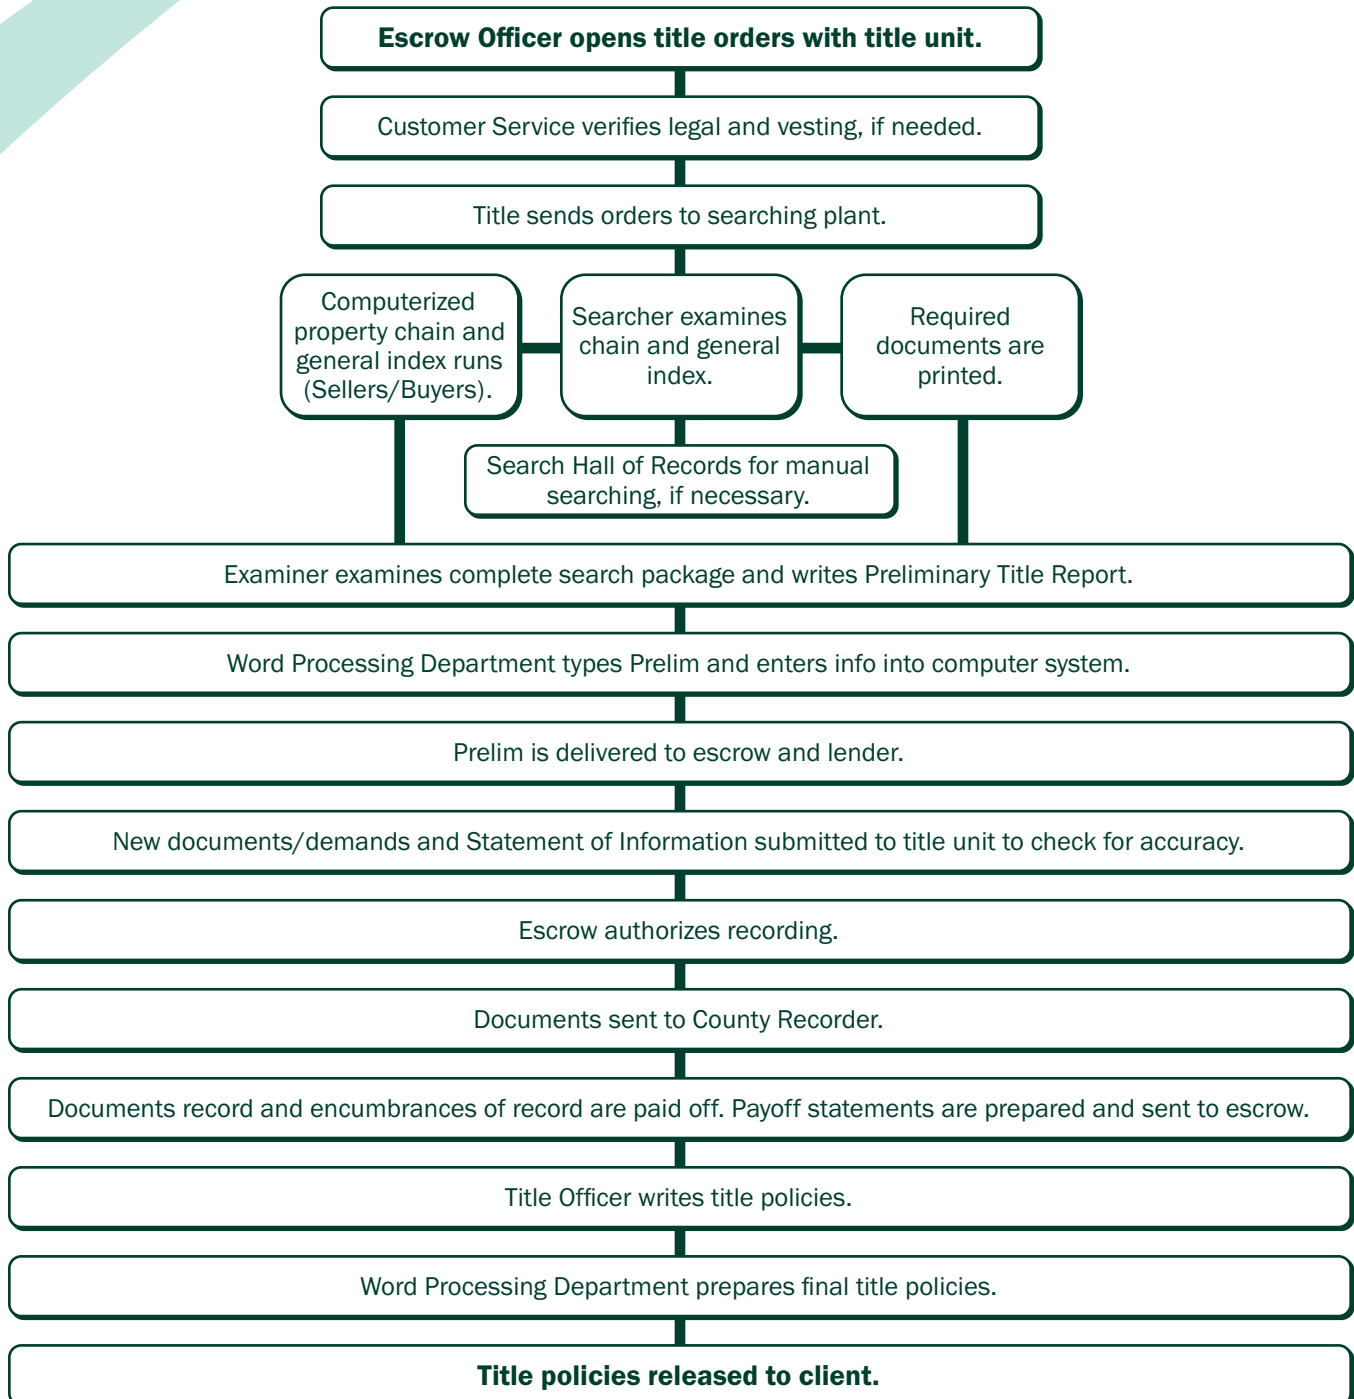 Escrow Officer opens title orders with title unit.
Customer Service verifies legal and vesting, if needed.
Title sends orders to searching plant.
Computerized
property chain and
general index runs
(Sellers/Buyers).
Searcher examines
chain and general
index.
Required
documents are
printed.
Search Hall of Records for manual
searching, if necessary.
Examiner examines complete search package and writes Preliminary Title Report.
Word Processing Department types Prelim and enters info into computer system.
Prelim is delivered to escrow and lender.
New documents/demands and Statement of Information submitted to title unit to check for accuracy.
Escrow authorizes recording.
Documents sent to County Recorder.
Documents record and encumbrances of record are paid off. Payoff statements are prepared and sent to escrow.
Title Officer writes title policies.
Word Processing Department prepares final title policies.
Title policies released to client.